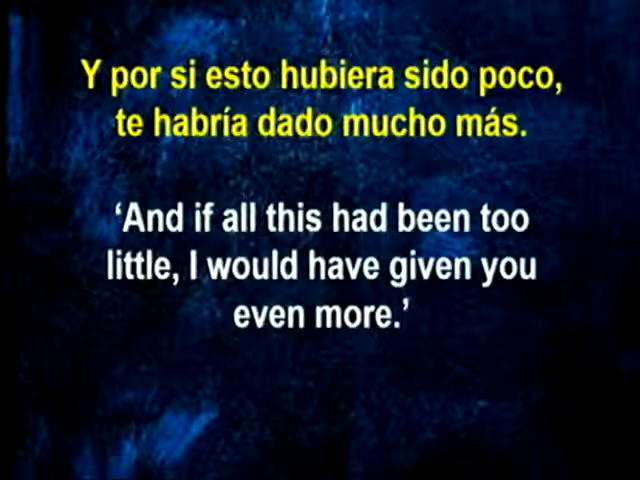 Y por si esto hubiera sido poco,
te habría dado mucho más.
‘And if all this had been too
little, I would have given you
even more.’